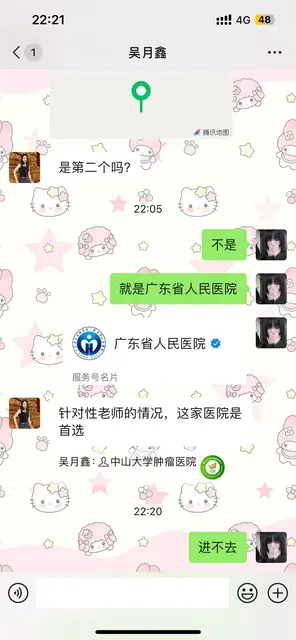 22:21
4G
48
1
吴月鑫
腾讯地图
是第二个吗?
22:05
不是
就是广东省人民医院
广东省人民医院
服务号名片
针对性老师的情况，这家医院是
首选
吴月鑫: 中山大学肿瘤医院
22:20
进不去